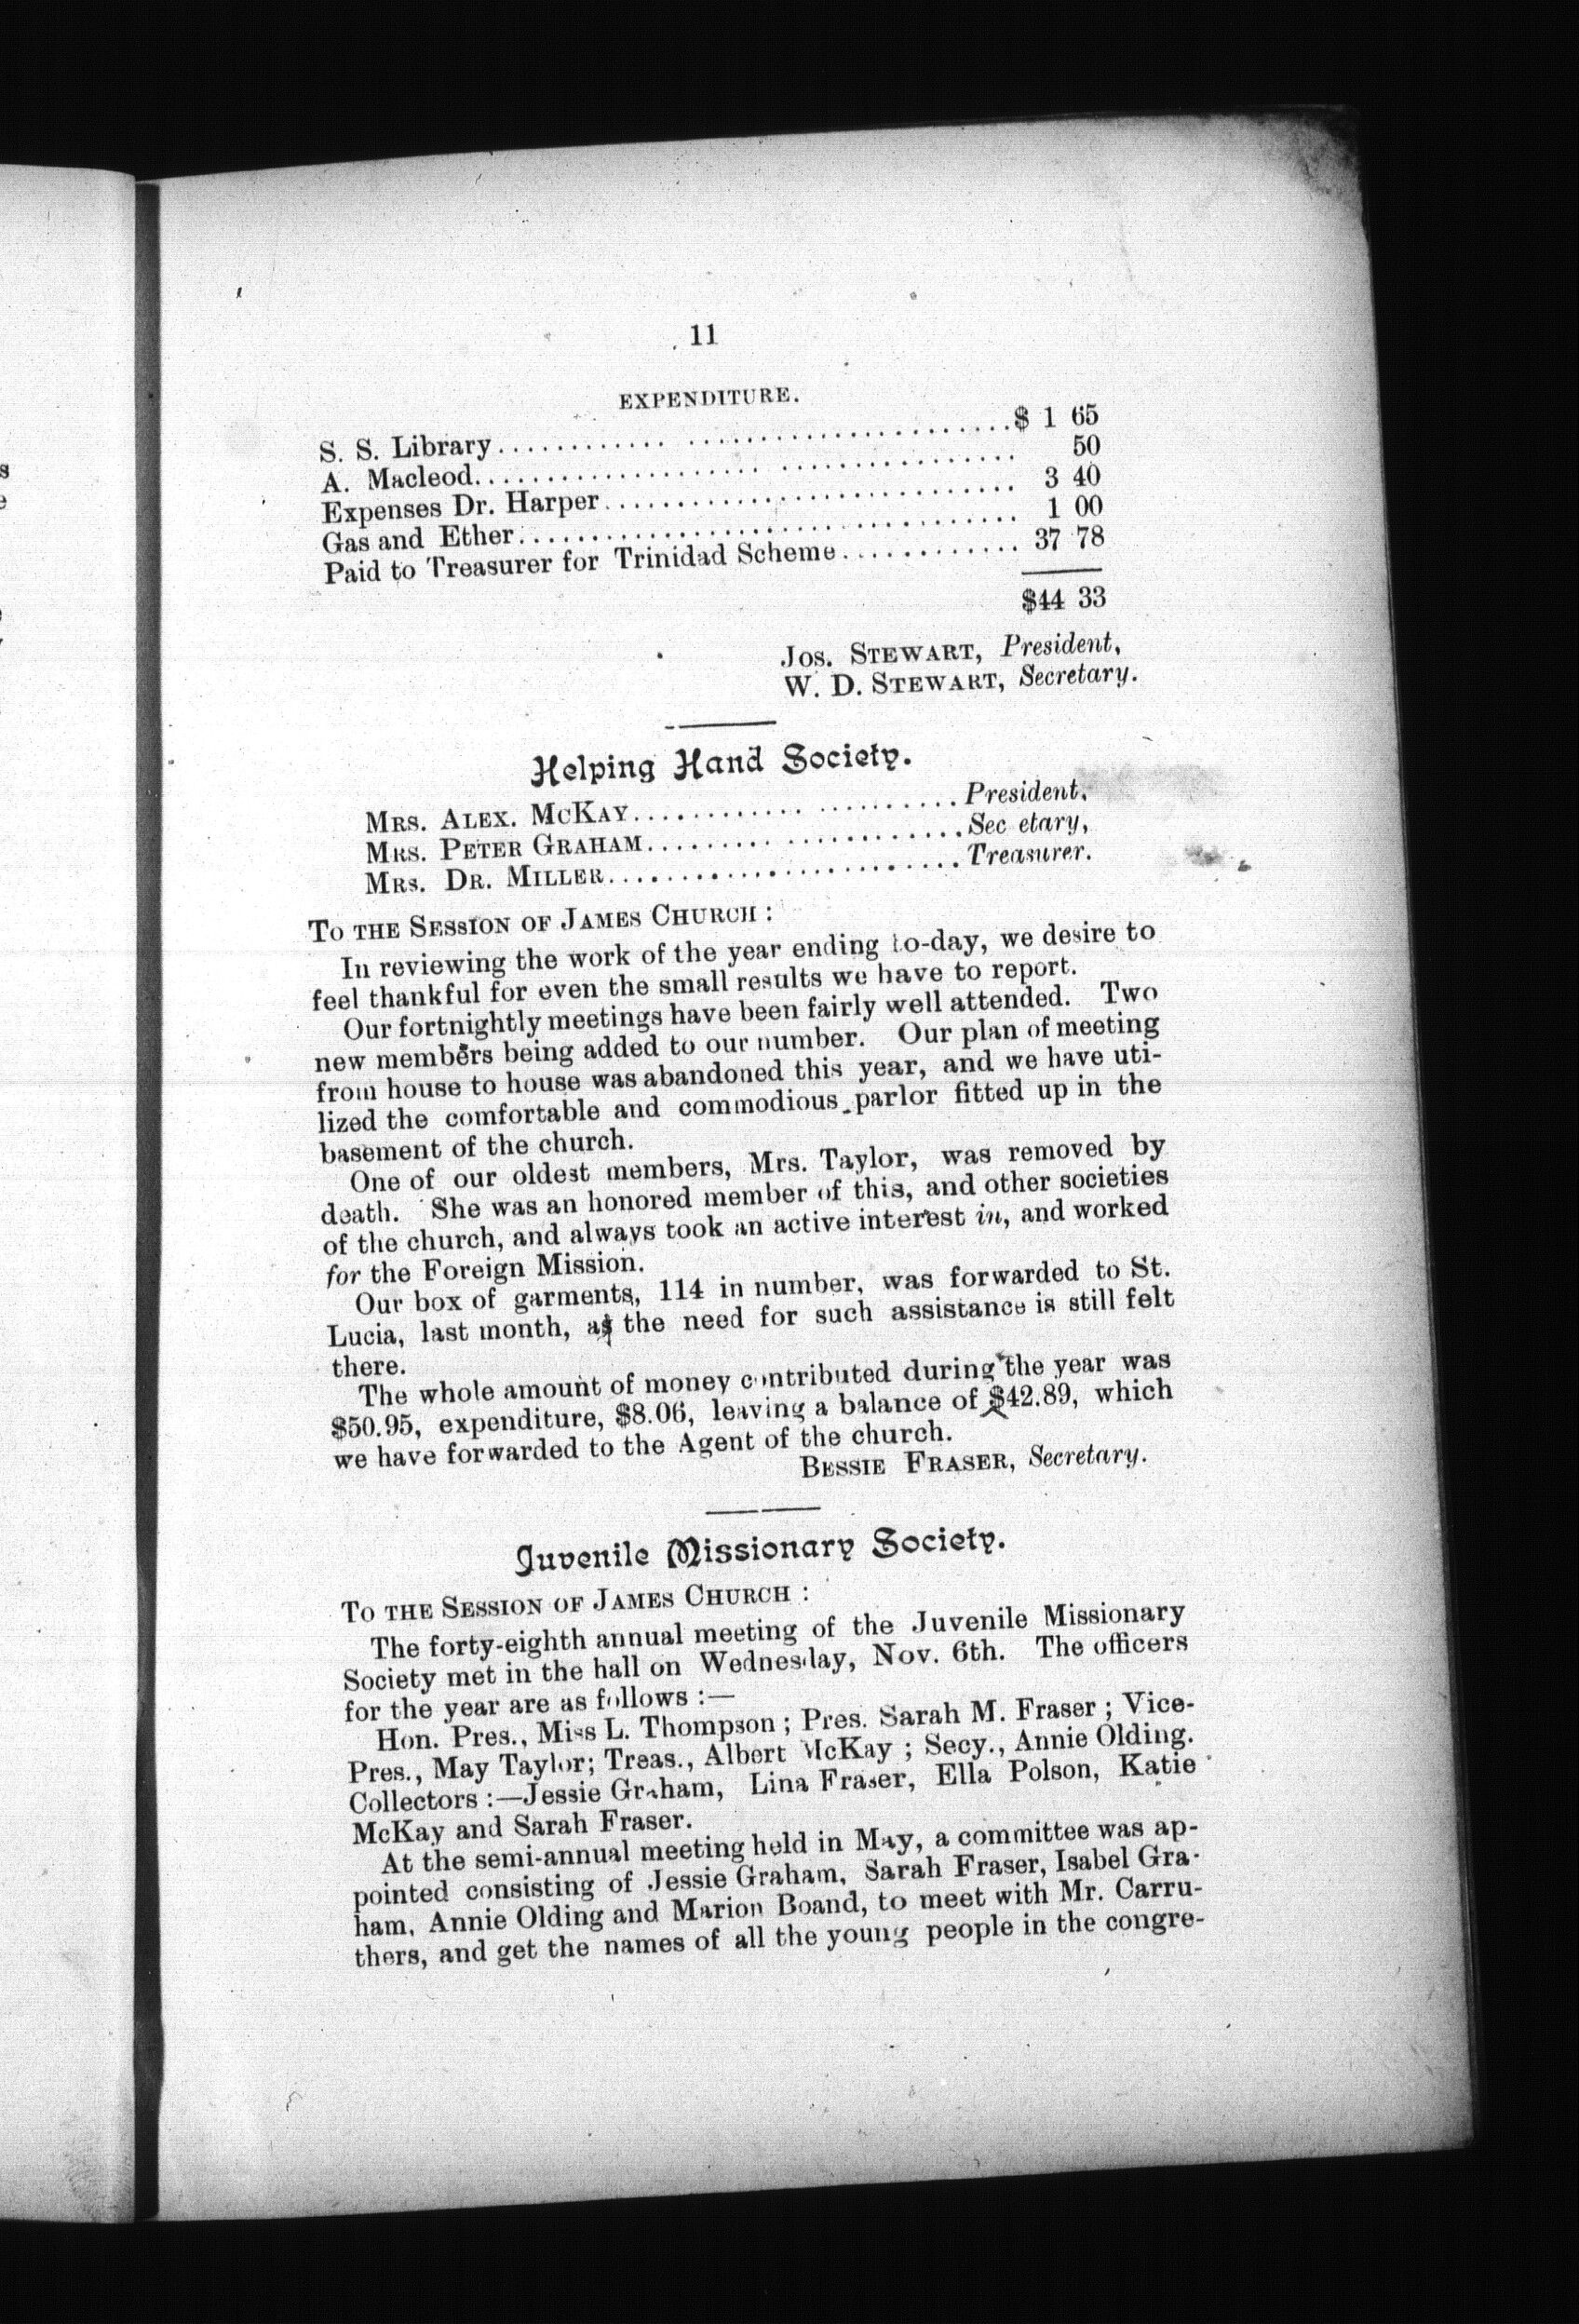 11
EXPENDITURE.
S. S. Library.................................$ 1 65
A. Macleod.................................... 50
Expenses Dr. Harper............................ 3 40
Gas and Ether.................................. 1 00
Paid to Treasurer for Trinidad Scheme............ 37 78
$44 33
Jos. Stewart, President,
W. D. Stewart, Secretary.
Helping Hand Society.
Mrs. Alex. McKay.......................President,
Mrs. Peter Graham......................Sec etary,
Mrs. Dr. Miller........................Treasurer.
To the Session of James Church :
In reviewing the work of the year ending to-day, we desire to
feel thankful for even the small results we have to report.
Our fortnightly meetings have been fairly well attended. Two
new members being added to our number. Our plan of meeting
from house to house was abandoned this year, and we have uti-
lized the comfortable and commodious parlor fitted up in the
basement of the church.
One of our oldest members, Mrs. Taylor, was removed by
death. She was an honored member of this, and other societies
of the church, and always took an active interest in, and worked
for the Foreign Mission.
Our box of garments, 114 in number, was forwarded to St.
Lucia, last month, as the need for such assistance is still felt
there.
The whole amount of money contributed during the year was
$50.95, expenditure, $8.06, leaving a balance of $42.89, which
we have forwarded to the Agent of the church.
Bessie Fraser, Secretary.
Juvenile Missionary Society.
To the Session of James Church :
The forty-eighth annual meeting of the Juvenile Missionary
Society met in the hall on Wednesday, Nov. 6th. The officers
for the year are as follows :—
Hon. Pres., Miss L. Thompson ; Pres. Sarah M. Fraser ; Vice-
Pres., May Taylor; Treas., Albert McKay ; Secy., Annie Olding.
Collectors :—Jessie Graham, Lina Fraser, Ella Polson, Katie
McKay and Sarah Fraser.
At the semi-annual meeting held in May, a committee was ap-
pointed consisting of Jessie Graham, Sarah Fraser, Isabel Gra-
ham, Annie Olding and Marion Boand, to meet with Mr. Carru-
thers, and get the names of all the young people in the congre-